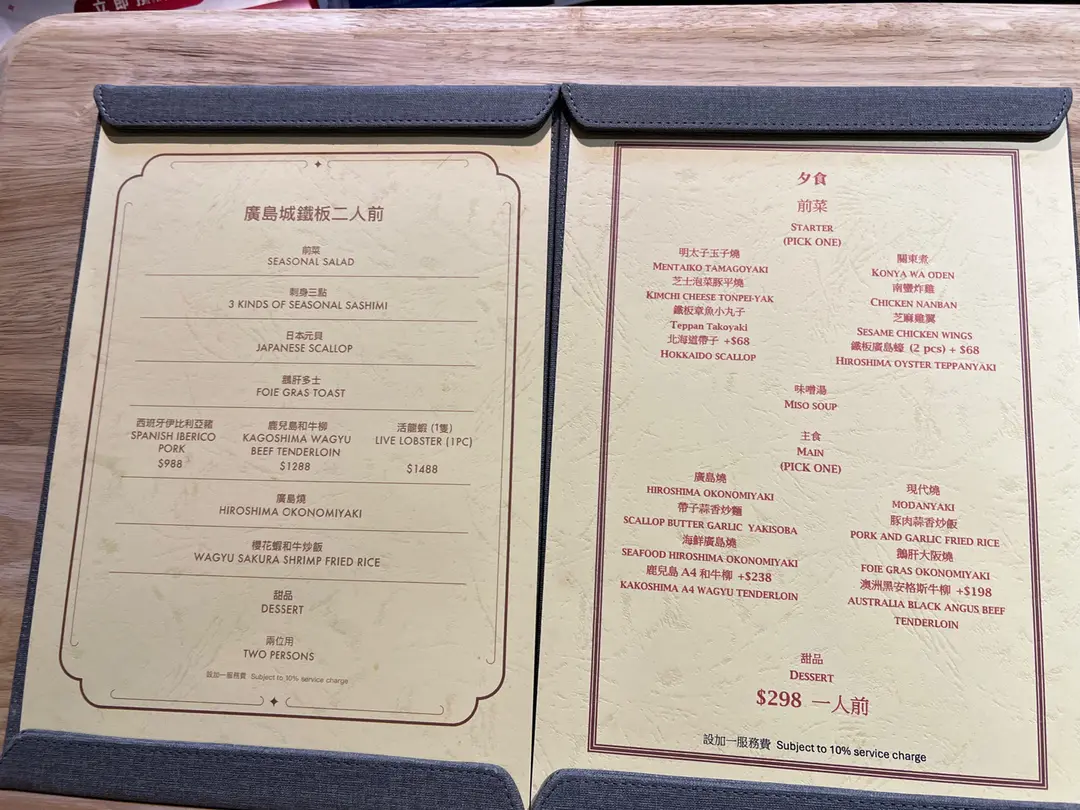 立即
廣島城鐵板二人前
前菜
SEASONAL SALAD
刺身三點
3 KINDS OF SEASONAL SASHIMI
日本元貝
JAPANESE SCALLOP
鵝肝多士
FOIE GRAS TOAST
西班牙伊比利亞豬
SPANISH IBERICO
PORK
$988
鹿兒島和牛柳
KAGOSHIMA WAGYU
BEEF TENDERLOIN
$1288
活龍蝦 (1隻)
LIVE LOBSTER (1PC)
$1488
廣島燒
HIROSHIMA OKONOMIYAKI
櫻花蝦和牛炒飯
WAGYU SAKURA SHRIMP FRIED RICE
甜品
DESSERT
兩位用
TWO PERSONS
設加一服務費 Subject to 10% service charge
夕食
前菜
STARTER
(PICK ONE)
明太子玉子燒
MENTAIKO TAMAGOYAKI
芝士泡菜豚平燒
KIMCHI CHEESE TONPEI-YAK
鐵板章魚小丸子
Teppan Takoyaki
北海道帶子 +$68
HOKKAIDO SCALLOP
關東煮
KONYA WA ODEN
南蠻炸雞
CHICKEN NANBAN
芝麻雞翼
SESAME CHICKEN WINGS
鐵板廣島蠔 (2 pcs) + $68
HIROSHIMA OYSTER TEPPANYAKI
味噌湯
MISO SOUP
主食
MAIN
(PICK ONE)
廣島燒
HIROSHIMA OKONOMIYAKI
帶子蒜香炒麵
SCALLOP BUTTER GARLIC YAKISOBA
海鮮廣島燒
SEAFOOD HIROSHIMA OKONOMIYAKI
鹿兒島 A4 和牛柳 +$238
KAKOSHIMA A4 WAGYU TENDERLOIN
現代燒
MODANYAKI
豚肉蒜香炒飯
PORK AND GARLIC FRIED RICE
鵝肝大阪燒
FOIE GRAS OKONOMIYAKI
澳洲黑安格斯牛柳 +$198
AUSTRALIA BLACK ANGUS BEEF
TENDERLOIN
甜品
DESSERT
$298 一人前
設加一服務費 Subject to 10% service charge